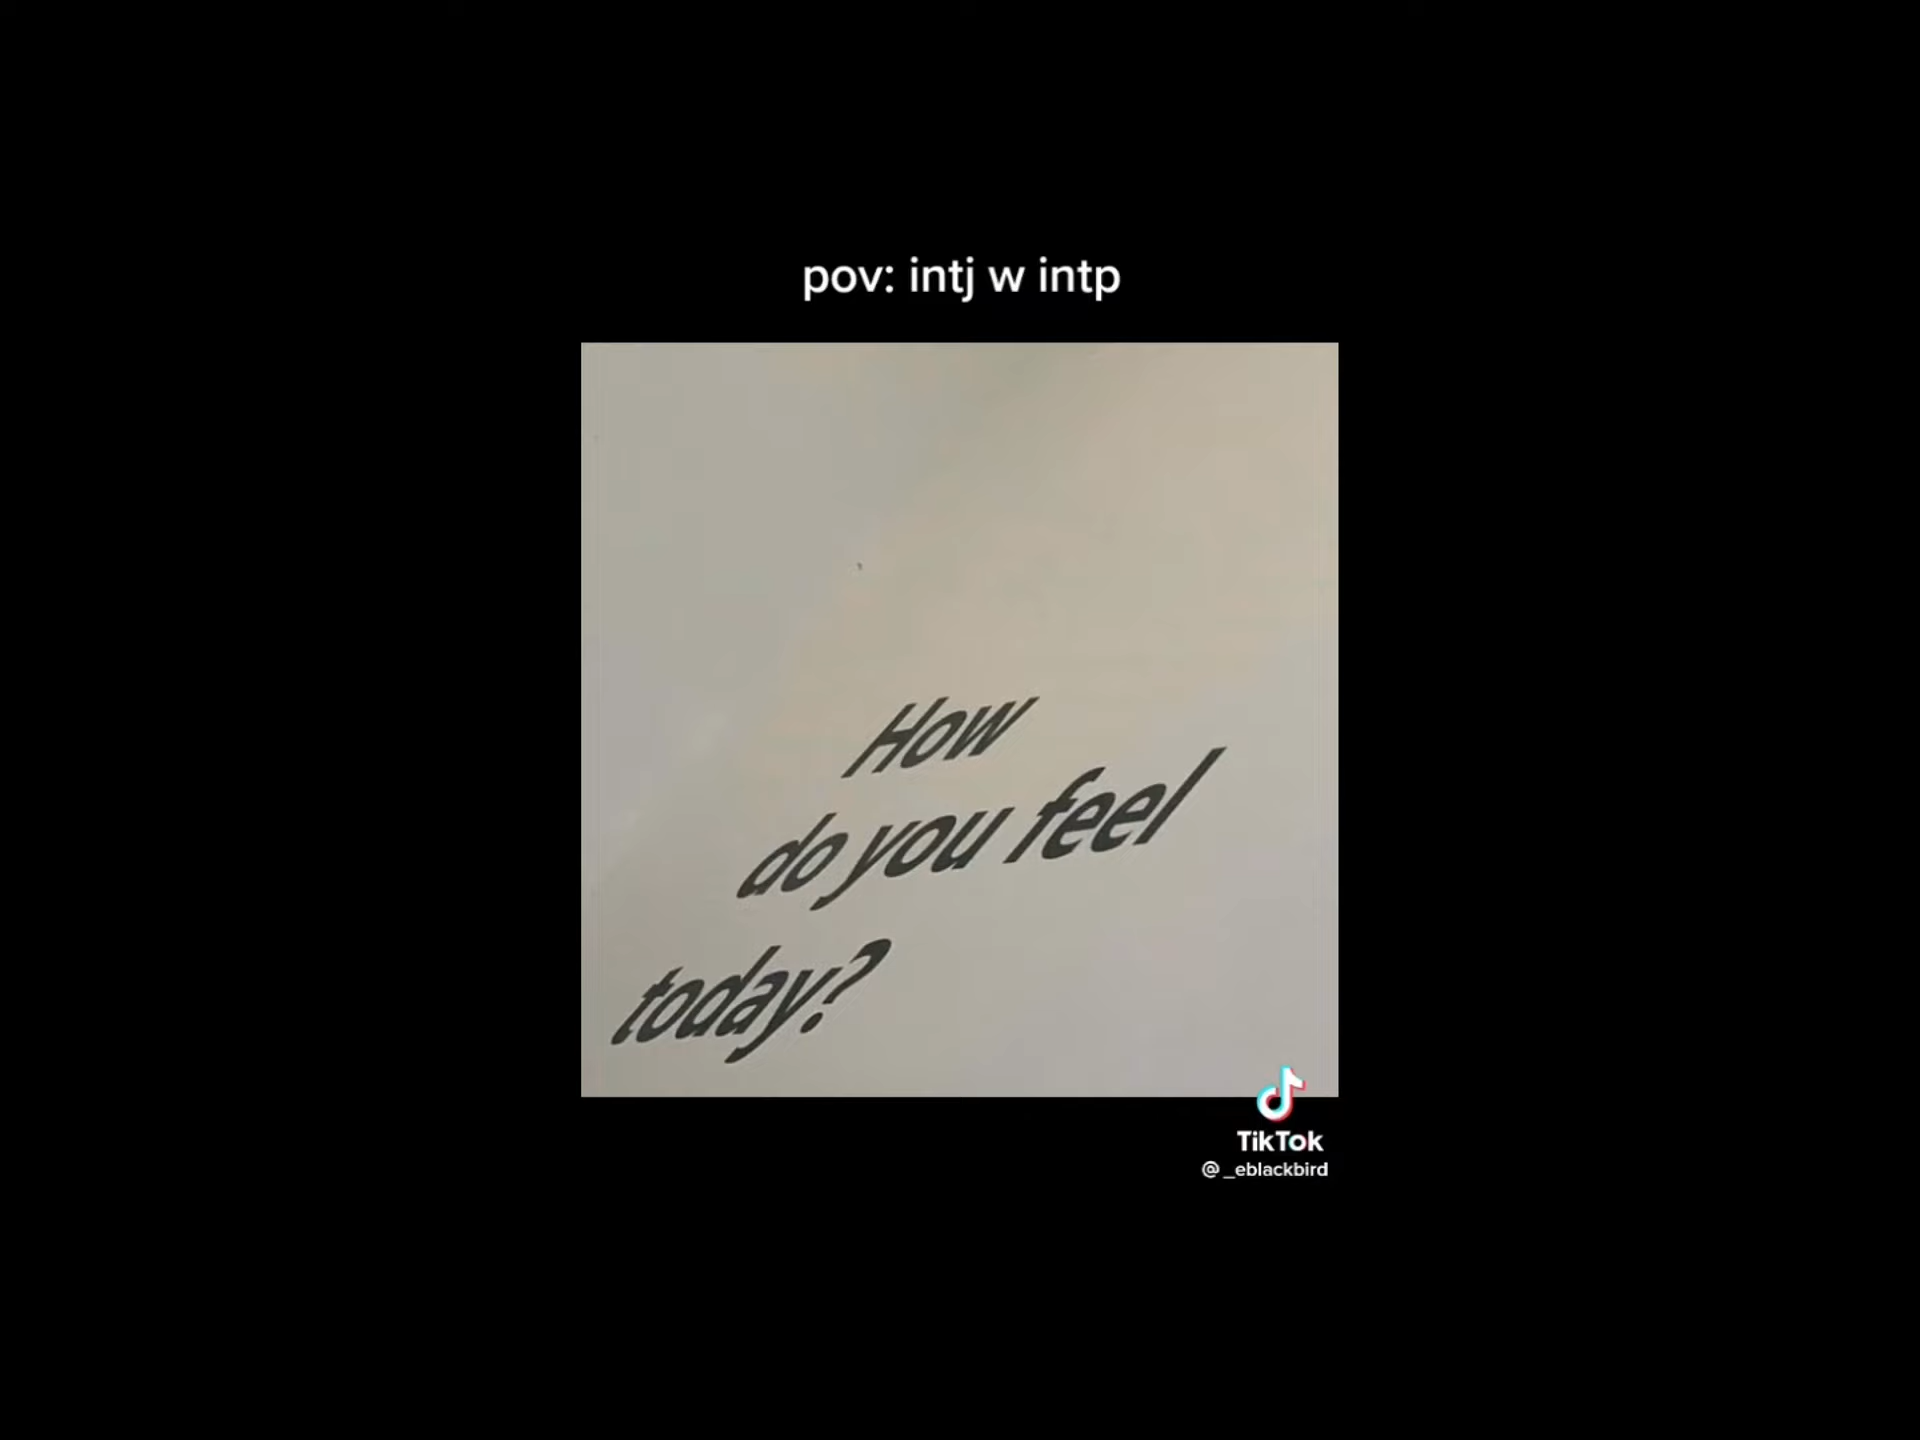 pov: intj w intp
How
do you feel
today?
TikTok
@_eblackbird